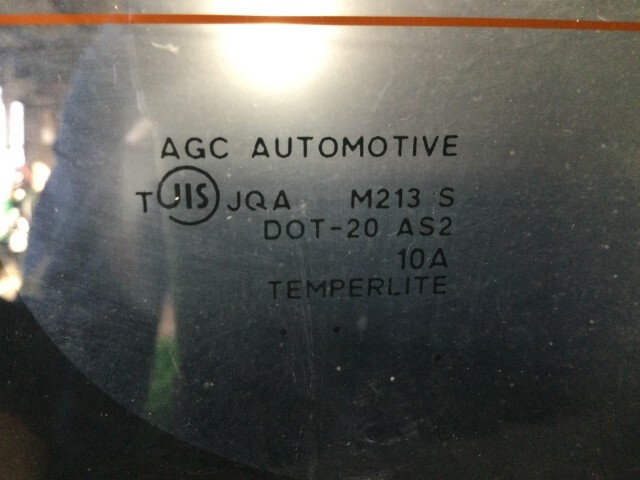 AGC AUTOMOTIVE
T JIS JQA M213 S
DOT-20 AS2
10A
TEMPERLITE